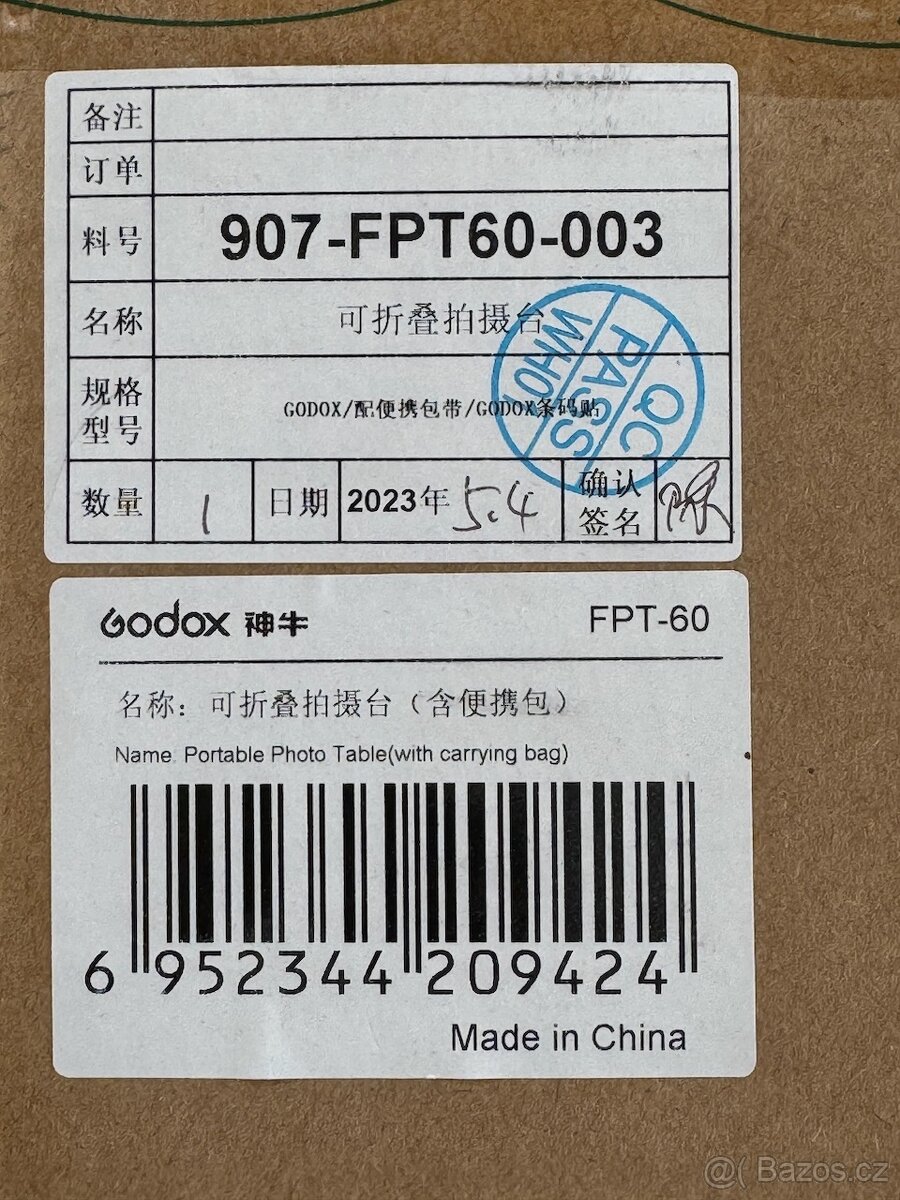 备注
订单
料号 907-FPT60-003
名称 可折叠拍摄台
规格型号 GODOX/配便携包带/GODOX条码贴
数量 1 日期 2023年 5.4 确认签名
QC
PASS
WH07
Godox 神牛 FPT-60
名称：可折叠拍摄台（含便携包）
Name: Portable Photo Table(with carrying bag)
6 952344 209424
Made in China
@( Bazos.cz